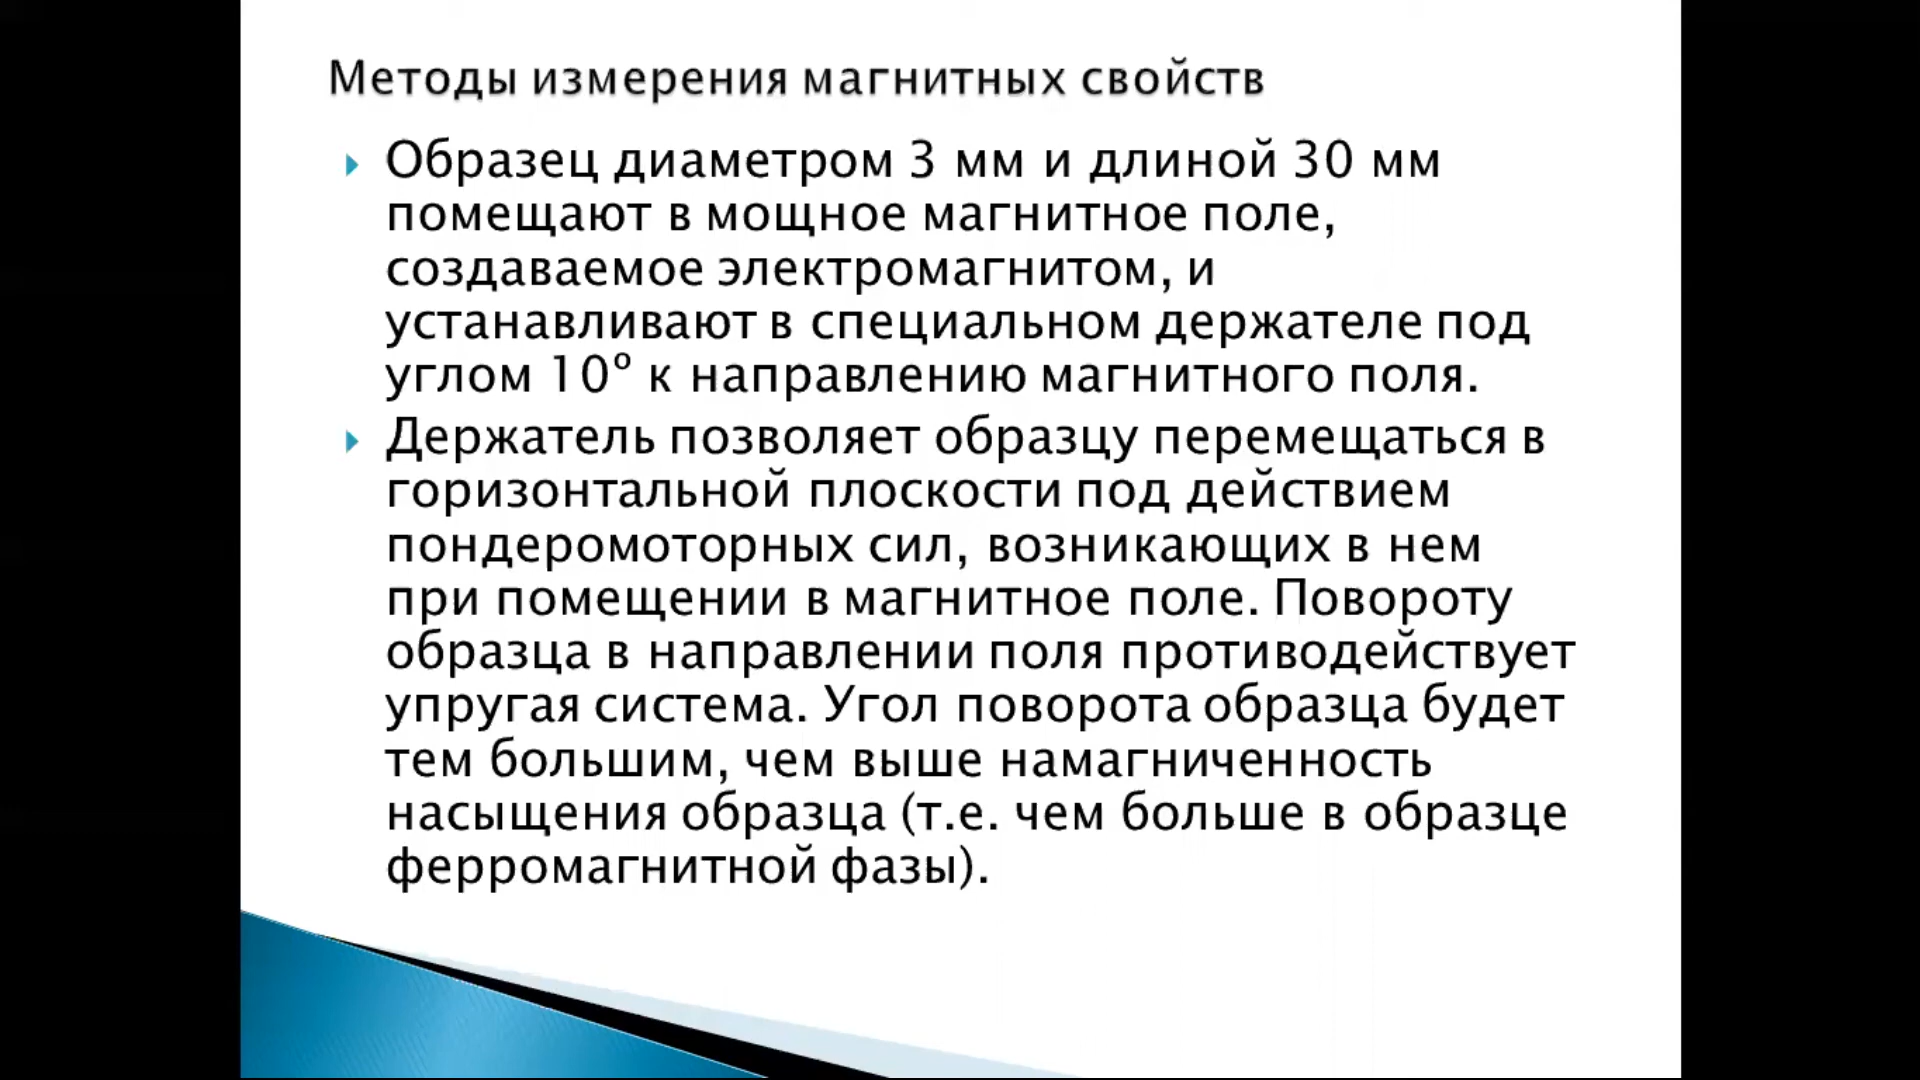 Методы измерения магнитных свойств
Образец диаметром 3 мм и длиной 30 мм
помещают в мощное магнитное поле,
создаваемое электромагнитом, и
устанавливают в специальном держателе под
углом 10º к направлению магнитного поля.
Держатель позволяет образцу перемещаться в
горизонтальной плоскости под действием
пондеромоторных сил, возникающих в нем
при помещении в магнитное поле. Повороту
образца в направлении поля противодействует
упругая система. Угол поворота образца будет
тем большим, чем выше намагниченность
насыщения образца (т.е. чем больше в образце
ферромагнитной фазы).